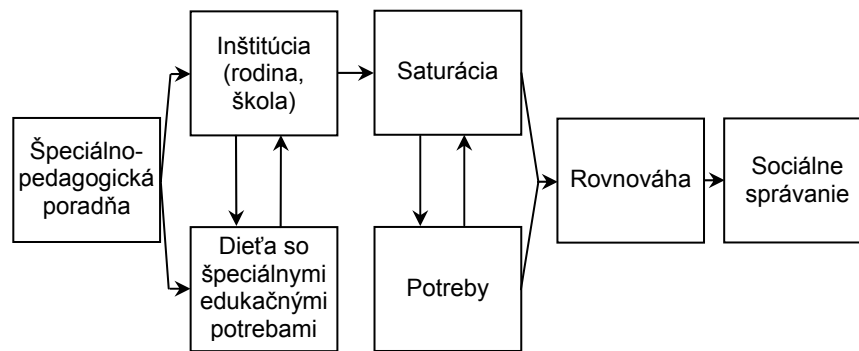 Špeciálno-
pedagogická
poradňa
Inštitúcia
(rodina,
škola)
Dieťa so
špeciálnymi
edukačnými
potrebami
Saturácia
Potreby
Rovnováha
Sociálne
správanie